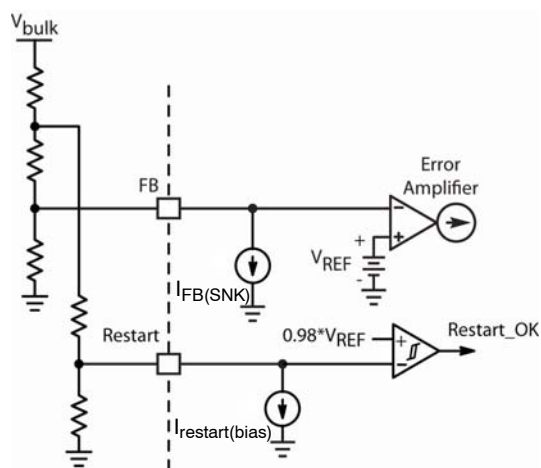 Vbulk
FB
Error
Amplifier
+
-
+
VREF
-
IFB(SNK)
Restart
0.98*VREF
+
-
Restart_OK
Irestart(bias)